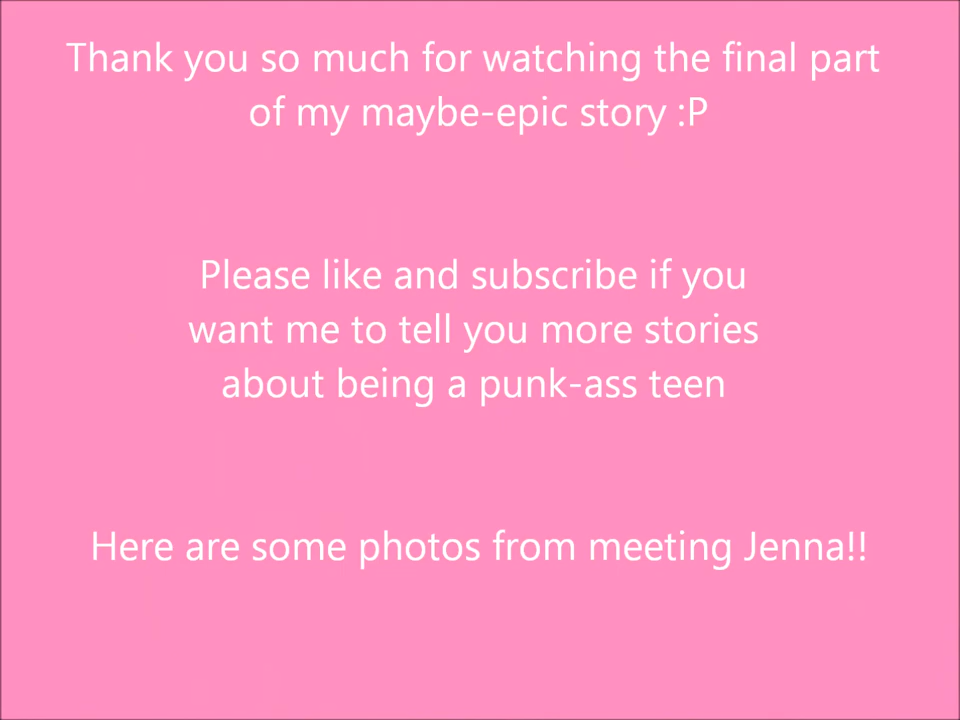 Thank you so much for watching the final part
of my maybe-epic story :P
Please like and subscribe if you
want me to tell you more stories
about being a punk-ass teen
Here are some photos from meeting Jenna!!